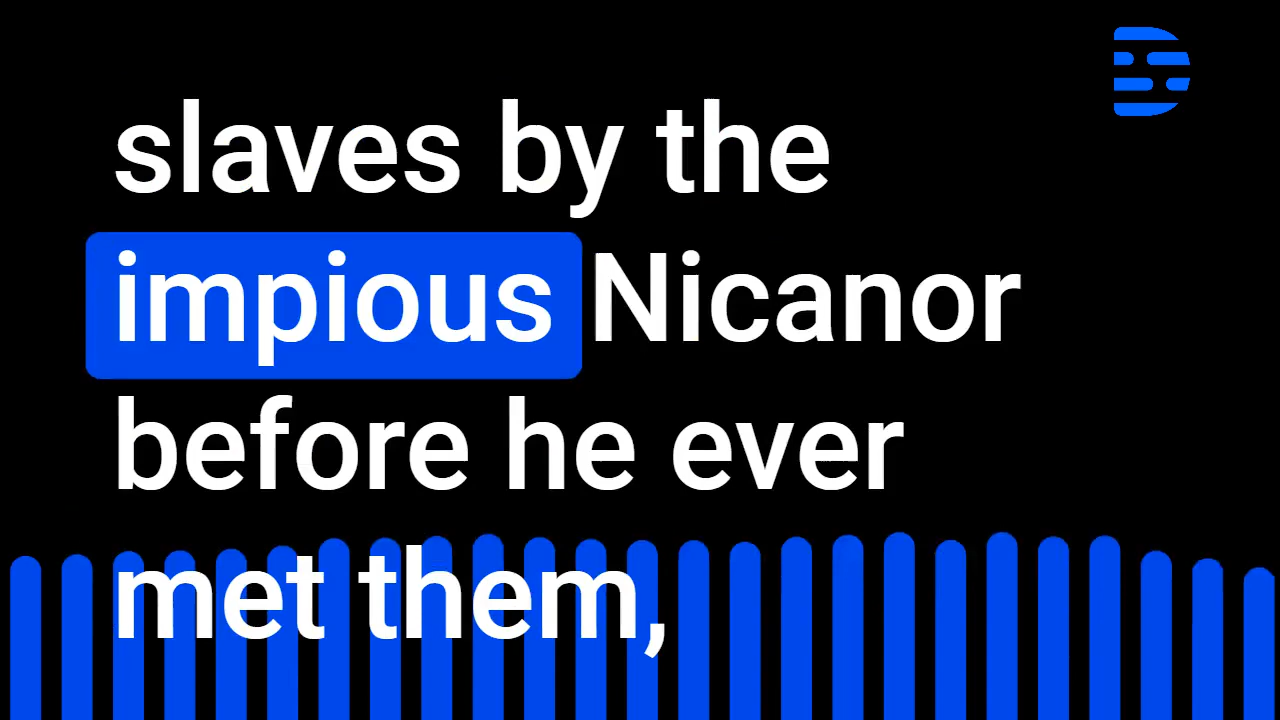 slaves by the
impious Nicanor
before he ever
met them,